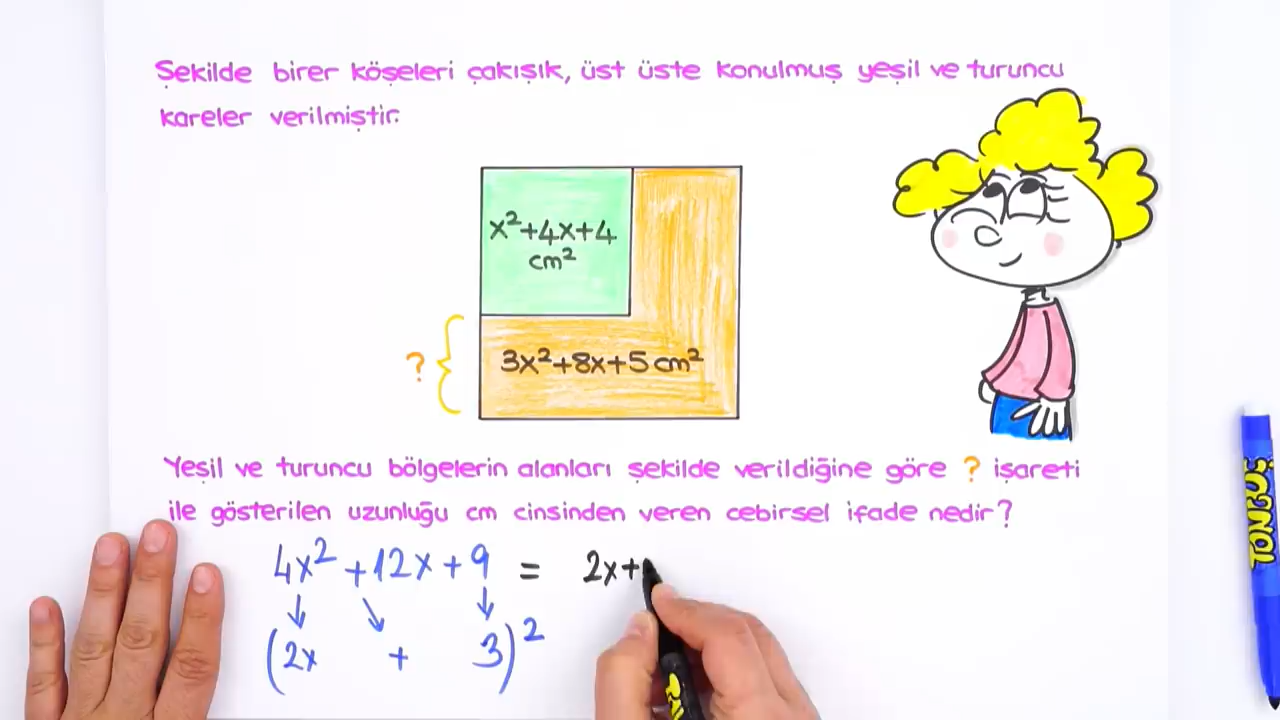 Şekilde birer köşeleri çakışık, üst üste konulmuş yeşil ve turuncu
kareler verilmiştir.
x²+4x+4
cm²
?
3x²+8x+5 cm²
Yeşil ve turuncu bölgelerin alanları şekilde verildiğine göre ? işareti
ile gösterilen uzunluğu cm cinsinden veren cebirsel ifade nedir?
4x² + 12x + 9 = 2x+
(2x + 3)²
TONGUÇ